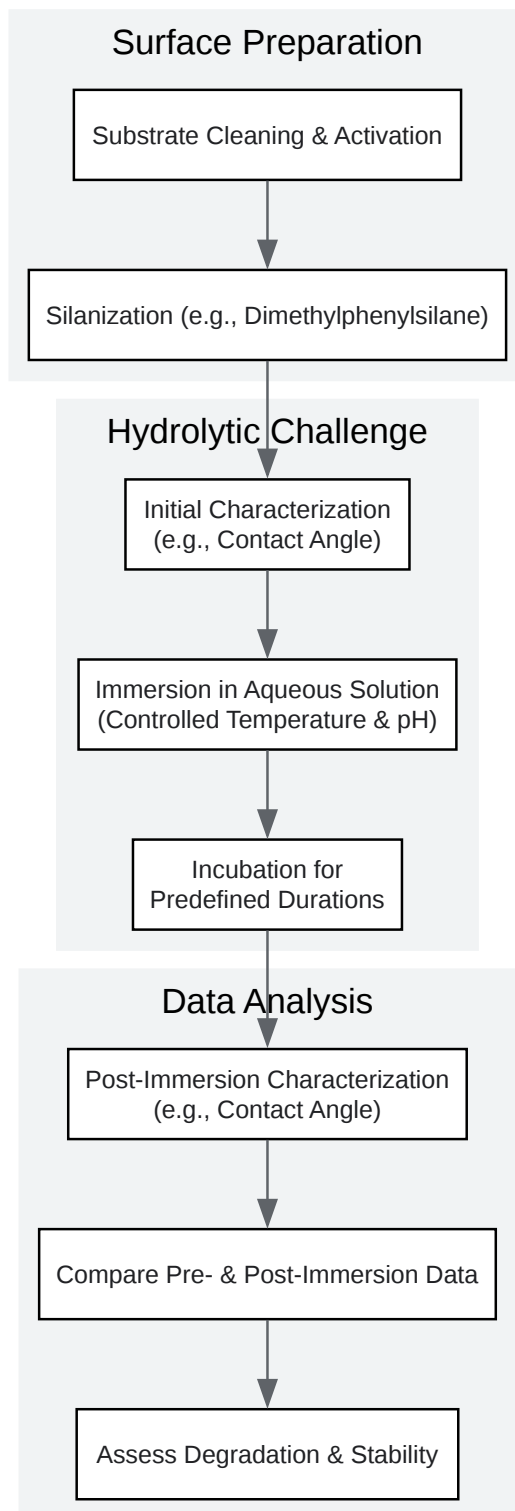 Surface Preparation
Substrate Cleaning & Activation
Silanization (e.g., Dimethylphenylsilane)
Hydrolytic Challenge
Initial Characterization
(e.g., Contact Angle)
Immersion in Aqueous Solution
(Controlled Temperature & pH)
Incubation for
Predefined Durations
Data Analysis
Post-Immersion Characterization
(e.g., Contact Angle)
Compare Pre- & Post-Immersion Data
Assess Degradation & Stability